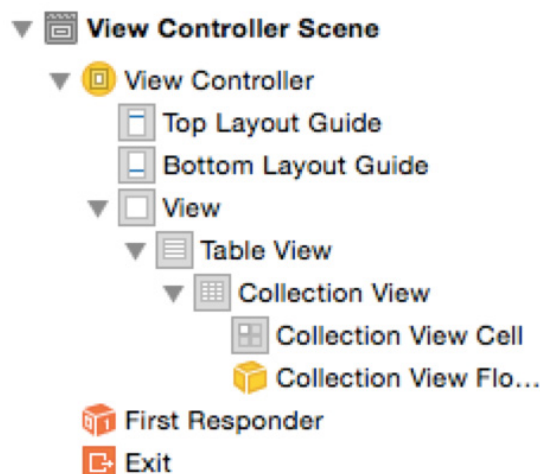 View Controller Scene
View Controller
Top Layout Guide
Bottom Layout Guide
View
Table View
Collection View
Collection View Cell
Collection View Flo...
First Responder
Exit